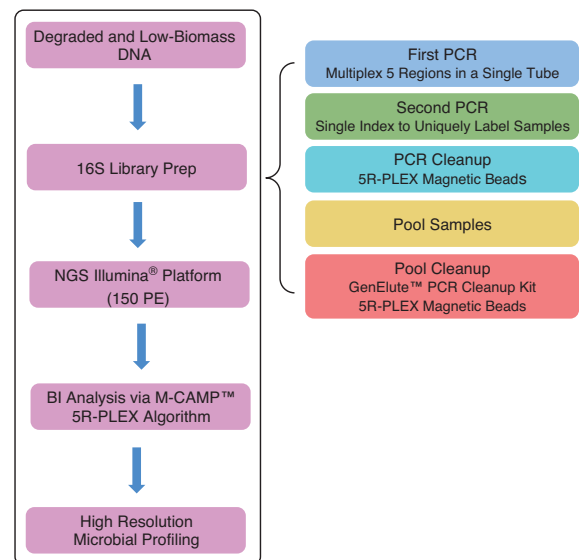 Degraded and Low-Biomass
DNA
16S Library Prep
NGS Illumina® Platform
(150 PE)
BI Analysis via M-CAMP™
5R-PLEX Algorithm
High Resolution
Microbial Profiling
First PCR
Multiplex 5 Regions in a Single Tube
Second PCR
Single Index to Uniquely Label Samples
PCR Cleanup
5R-PLEX Magnetic Beads
Pool Samples
Pool Cleanup
GenElute™ PCR Cleanup Kit
5R-PLEX Magnetic Beads